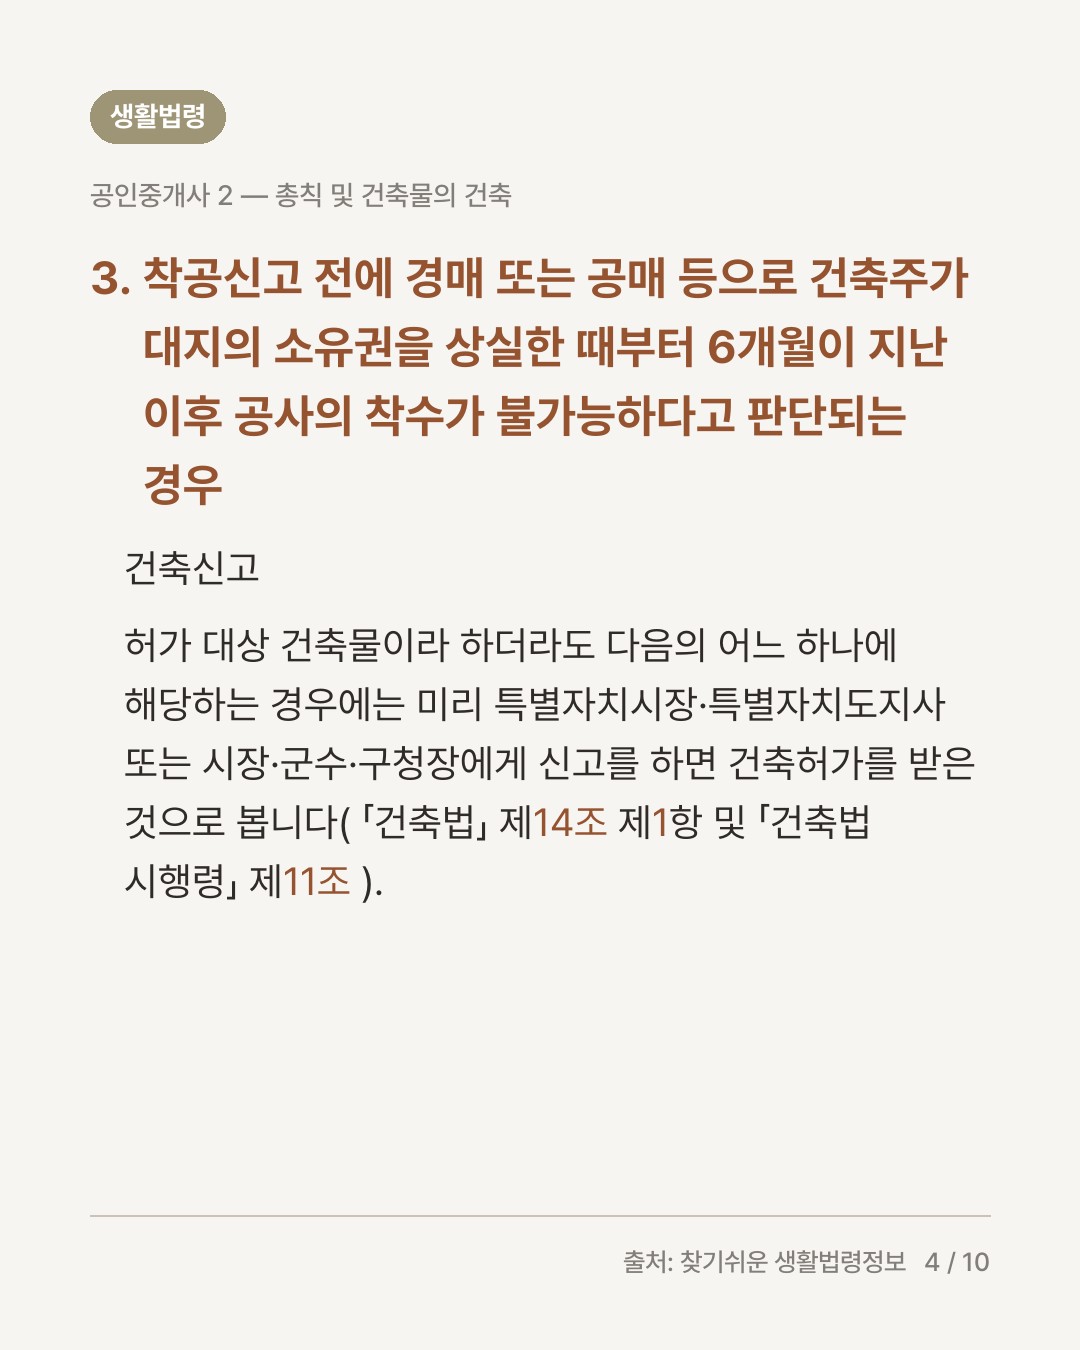 생활법령
공인중개사 2 — 총칙 및 건축물의 건축
3. 착공신고 전에 경매 또는 공매 등으로 건축주가
대지의 소유권을 상실한 때부터 6개월이 지난
이후 공사의 착수가 불가능하다고 판단되는
경우
건축신고
허가 대상 건축물이라 하더라도 다음의 어느 하나에
해당하는 경우에는 미리 특별자치시장·특별자치도지사
또는 시장·군수·구청장에게 신고를 하면 건축허가를 받은
것으로 봅니다( 「건축법」 제14조 제1항 및 「건축법
시행령」 제11조 ).
출처: 찾기쉬운 생활법령정보 4 / 10